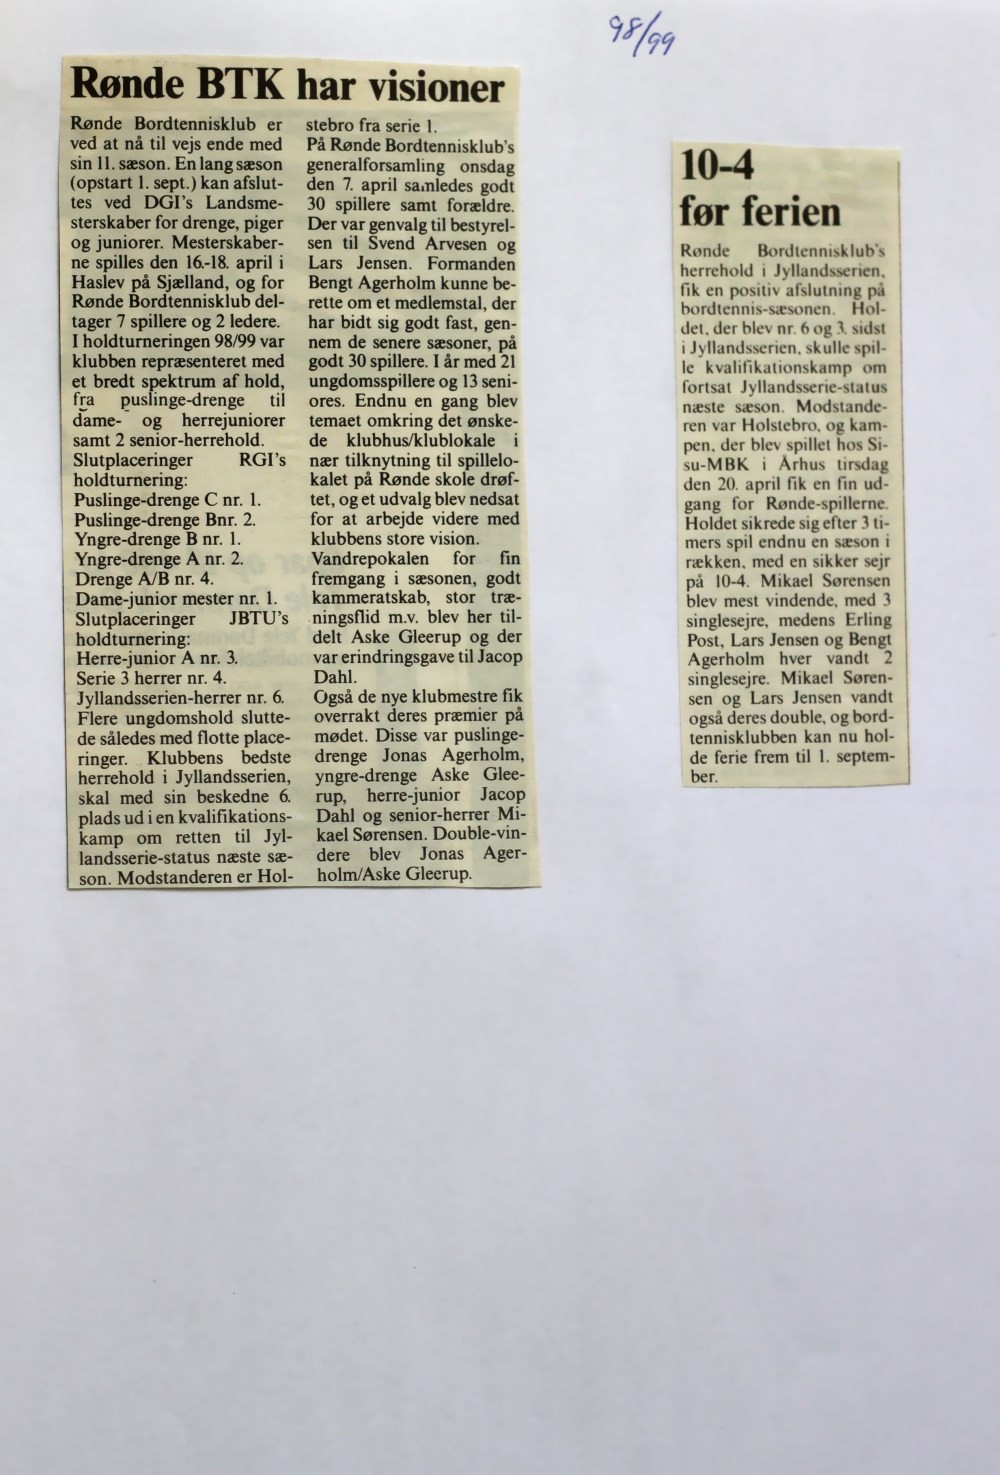 98/99
Rønde BTK har visioner
Rønde Bordtennisklub er
ved at nå til vejs ende med
sin 11. sæson. En lang sæson
(opstart 1. sept.) kan afslut-
tes ved DGI's Landsme-
sterskaber for drenge, piger
og juniorer. Mesterskaber-
ne spilles den 16.-18. april i
Haslev på Sjælland, og for
Rønde Bordtennisklub del-
tager 7 spillere og 2 ledere.
I holdturneringen 98/99 var
klubben repræsenteret med
et bredt spektrum af hold,
fra puslinge-drenge til
dame- og herrejuniorer
samt 2 senior-herrehold.
Slutplaceringer RGI's
holdturnering:
Puslinge-drenge C nr. 1.
Puslinge-drenge Bnr. 2.
Yngre-drenge B nr. 1.
Yngre-drenge A nr. 2.
Drenge A/B nr. 4.
Dame-junior mester nr. 1.
Slutplaceringer JBTU's
holdturnering:
Herre-junior A nr. 3.
Serie 3 herrer nr. 4.
Jyllandsserien-herrer nr. 6.
Flere ungdomshold slutte-
de således med flotte place-
ringer. Klubbens bedste
herrehold i Jyllandsserien,
skal med sin beskedne 6.
plads ud i en kvalifikations-
kamp om retten til Jyl-
landsserie-status næste sæ-
son. Modstanderen er Hol-
stebro fra serie 1.
På Rønde Bordtennisklub's
generalforsamling onsdag
den 7. april samledes godt
30 spillere samt forældre.
Der var genvalg til bestyrel-
sen til Svend Arvesen og
Lars Jensen. Formanden
Bengt Agerholm kunne be-
rette om et medlemstal, der
har bidt sig godt fast, gen-
nem de senere sæsoner, på
godt 30 spillere. I år med 21
ungdomsspillere og 13 seni-
ores. Endnu en gang blev
temaet omkring det ønske-
de klubhus/klublokale i
nær tilknytning til spillelo-
kalet på Rønde skole drøf-
tet, og et udvalg blev nedsat
for at arbejde videre med
klubbens store vision.
Vandrepokalen for fin
fremgang i sæsonen, godt
kammeratskab, stor træ-
ningsflid m.v. blev her til-
delt Aske Gleerup og der
var erindringsgave til Jacop
Dahl.
Også de nye klubmestre fik
overrakt deres præmier på
mødet. Disse var puslinge-
drenge Jonas Agerholm,
yngre-drenge Aske Glee-
rup, herre-junior Jacop
Dahl og senior-herrer Mi-
kael Sørensen. Double-vin-
dere blev Jonas Ager-
holm/Aske Gleerup.
10-4
før ferien
Rønde Bordtennisklub's
herrehold i Jyllandsserien,
fik en positiv afslutning på
bordtennis-sæsonen. Hol-
det, der blev nr. 6 og 3. sidst
i Jyllandsserien, skulle spil-
le kvalifikationskamp om
fortsat Jyllandsserie-status
næste sæson. Modstande-
ren var Holstebro, og kam-
pen, der blev spillet hos Si-
su-MBK i Århus tirsdag
den 20. april fik en fin ud-
gang for Rønde-spillerne.
Holdet sikrede sig efter 3 ti-
mers spil endnu en sæson i
rækken, med en sikker sejr
på 10-4. Mikael Sørensen
blev mest vindende, med 3
singlesejre, medens Erling
Post, Lars Jensen og Bengt
Agerholm hver vandt 2
singlesejre. Mikael Søren-
sen og Lars Jensen vandt
også deres double, og bord-
tennisklubben kan nu hol-
de ferie frem til 1. septem-
ber.